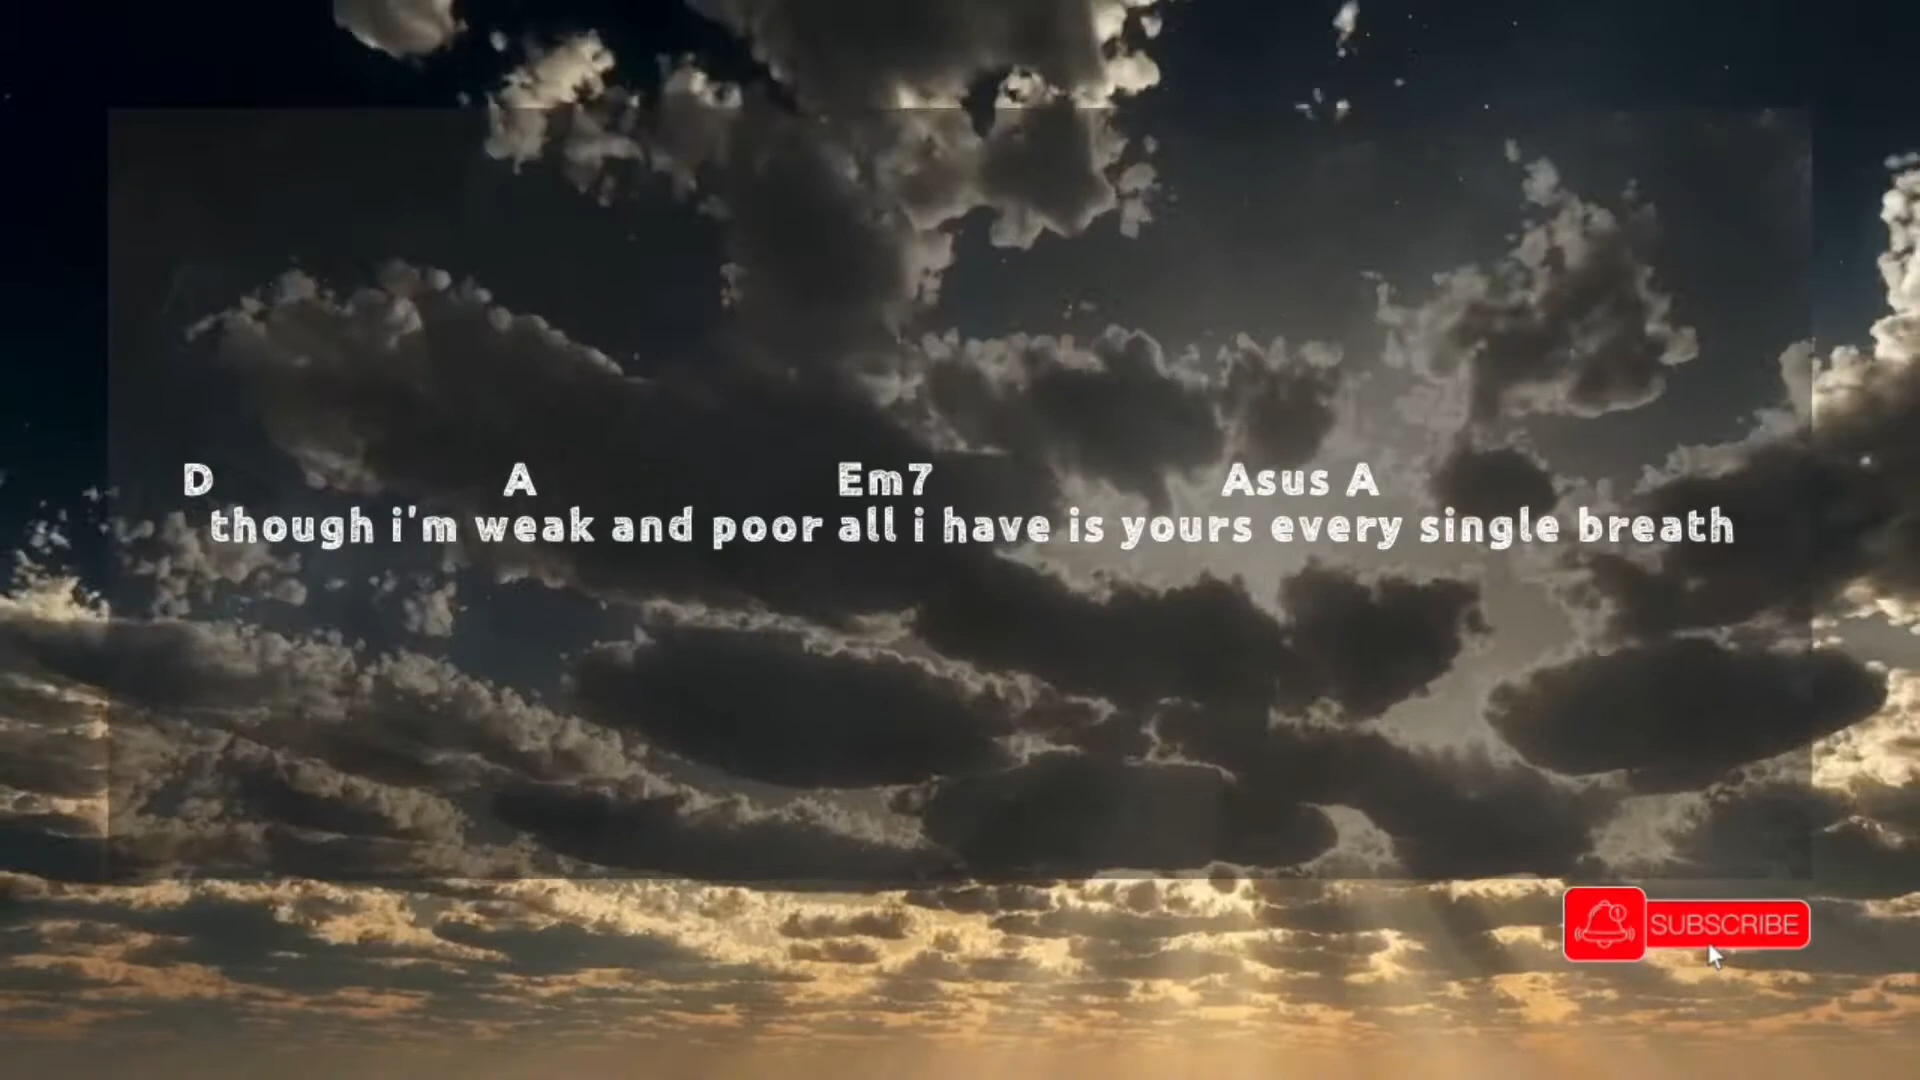 D A Em7 Asus A
though i'm weak and poor all i have is yours every single breath
SUBSCRIBE